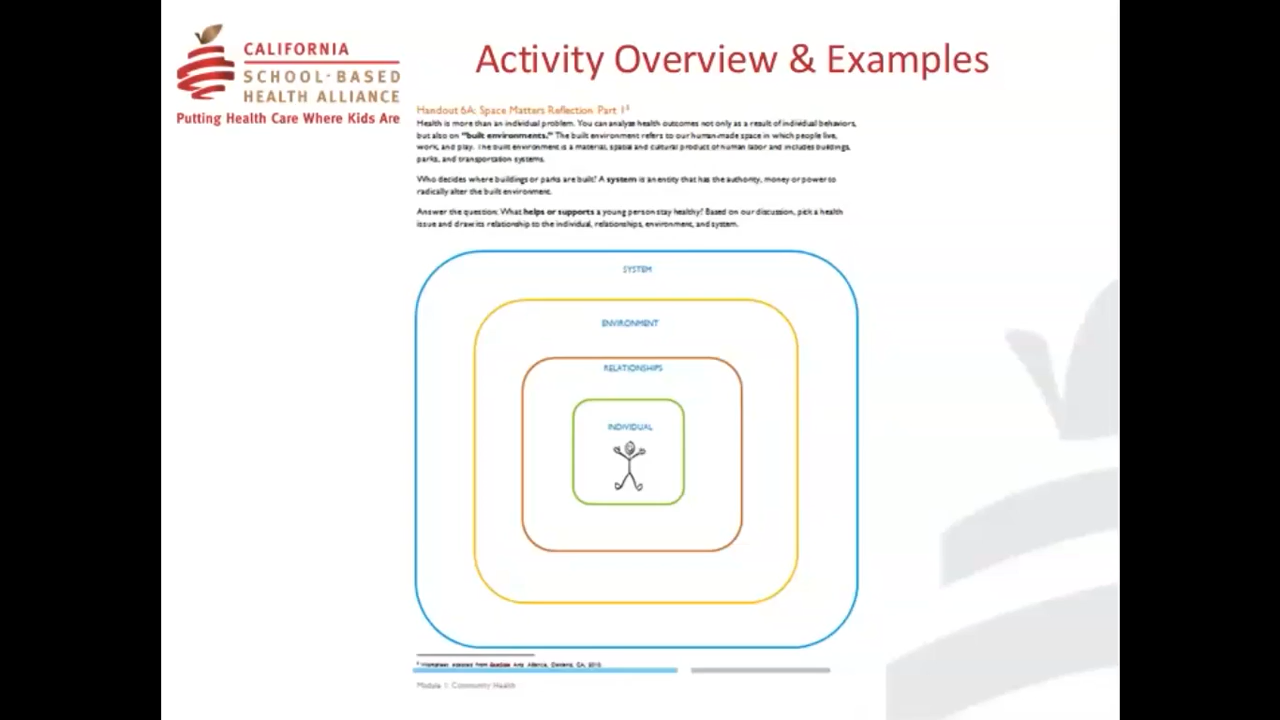 CALIFORNIA
SCHOOL-BASED
HEALTH ALLIANCE
Putting Health Care Where Kids Are
Activity Overview & Examples
Handout 6A: Space Matters Reflection Part 1
Health is more than an individual problem. You can analyze health outcomes not only as a result of individual behaviors,
but also on "built environments." The built environment refers to our human-made space in which people live,
work, and play. The built environment is a material, spatial and cultural product of human labor and includes buildings,
parks, and transportation systems.
Who decides where buildings or parks are built? A system is an entity that has the authority, money or power to
radically alter the built environment.
Answer the question: What helps or supports a young person stay healthy? Based on our discussion, pick a health
issue and draw its relationship to the individual, relationships, environment, and system.
SYSTEM
ENVIRONMENT
RELATIONSHIPS
INDIVIDUAL
adapted from Arts Alliance, CA, 2010.
Module 1: Community Health